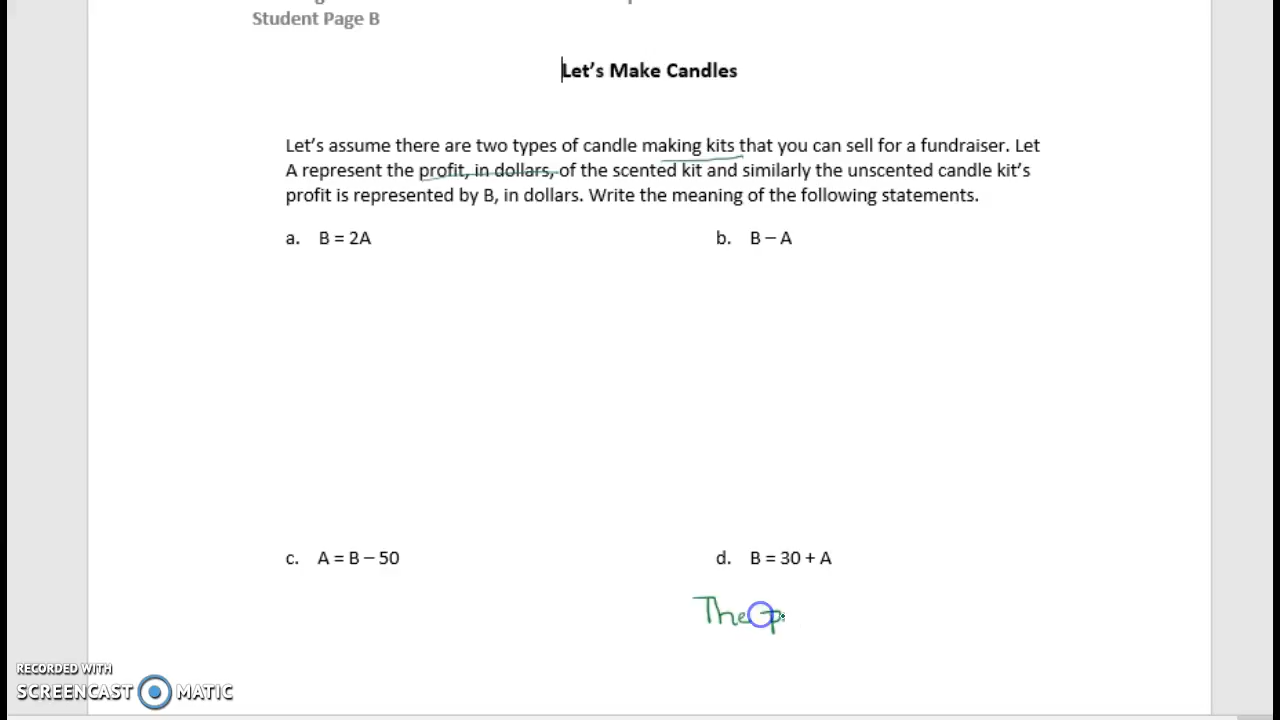 Student Page B
Let's Make Candles
Let's assume there are two types of candle making kits that you can sell for a fundraiser. Let
A represent the profit, in dollars, of the scented kit and similarly the unscented candle kit's
profit is represented by B, in dollars. Write the meaning of the following statements.
a. B = 2A
b. B – A
c. A = B – 50
d. B = 30 + A
The p
RECORDED WITH
SCREENCAST MATIC